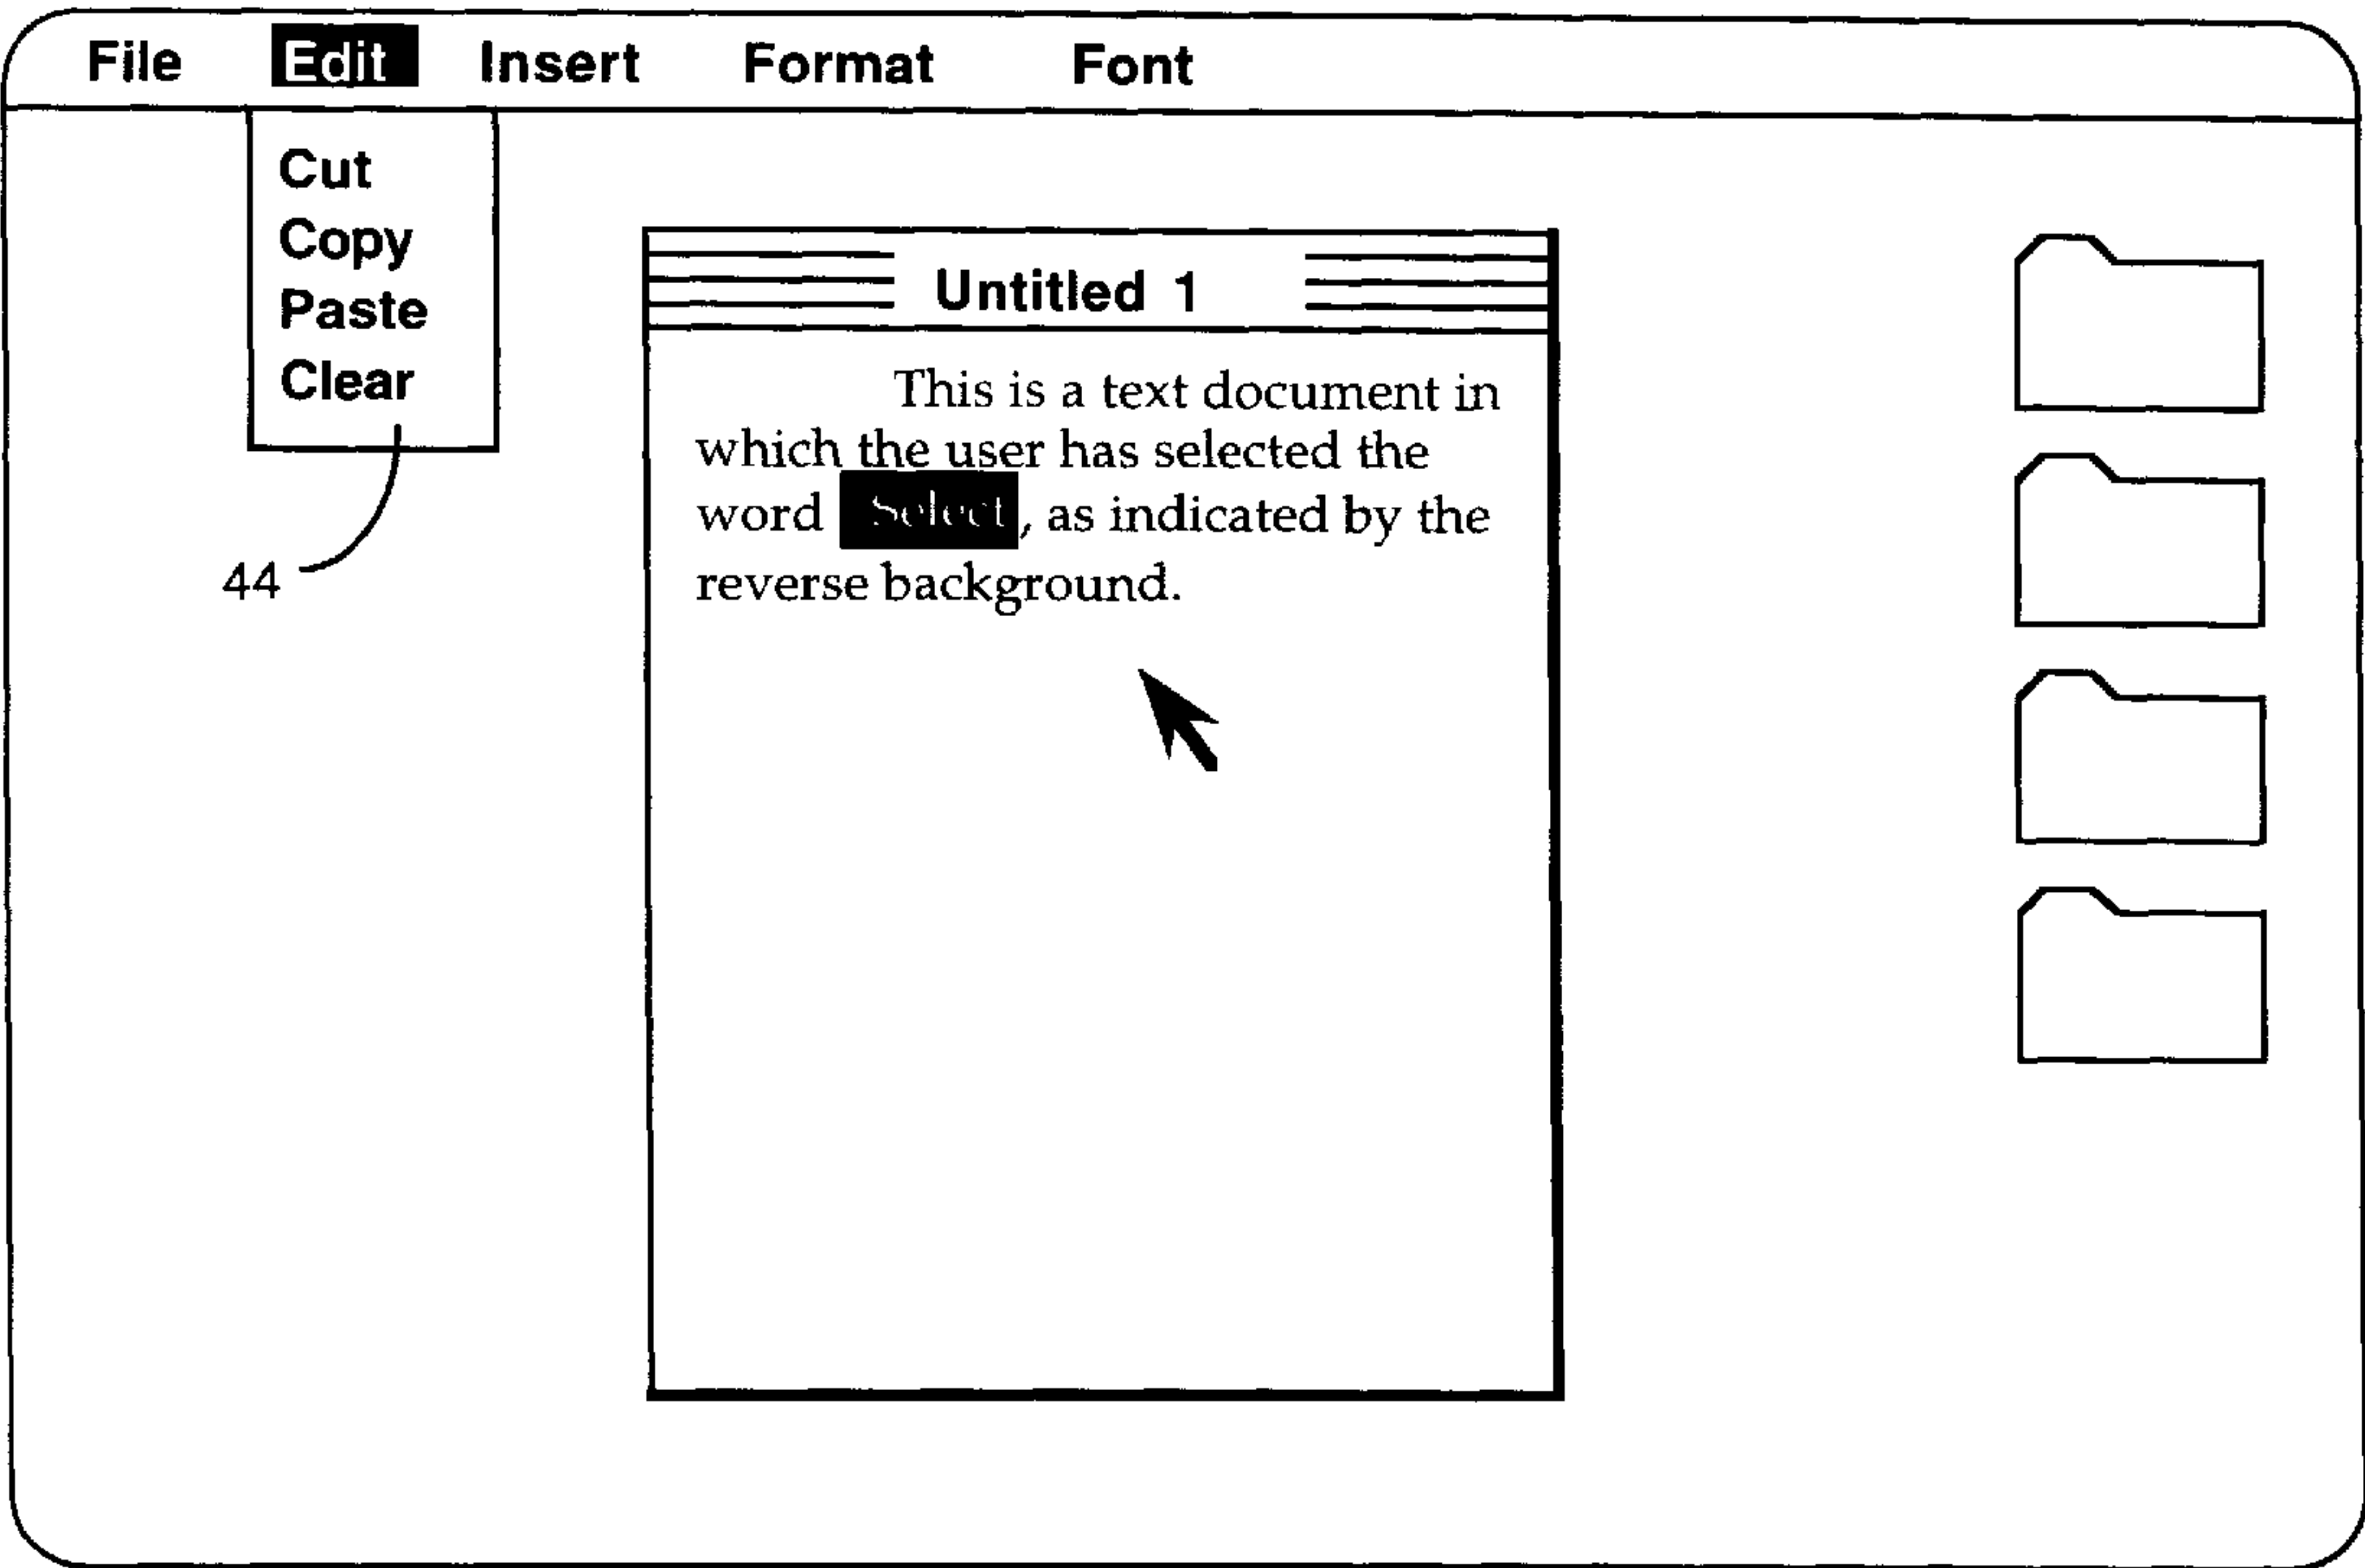 File Edit Insert Format Font
Cut
Copy
Paste
Clear
44
Untitled 1
This is a text document in
which the user has selected the
word Select, as indicated by the
reverse background.